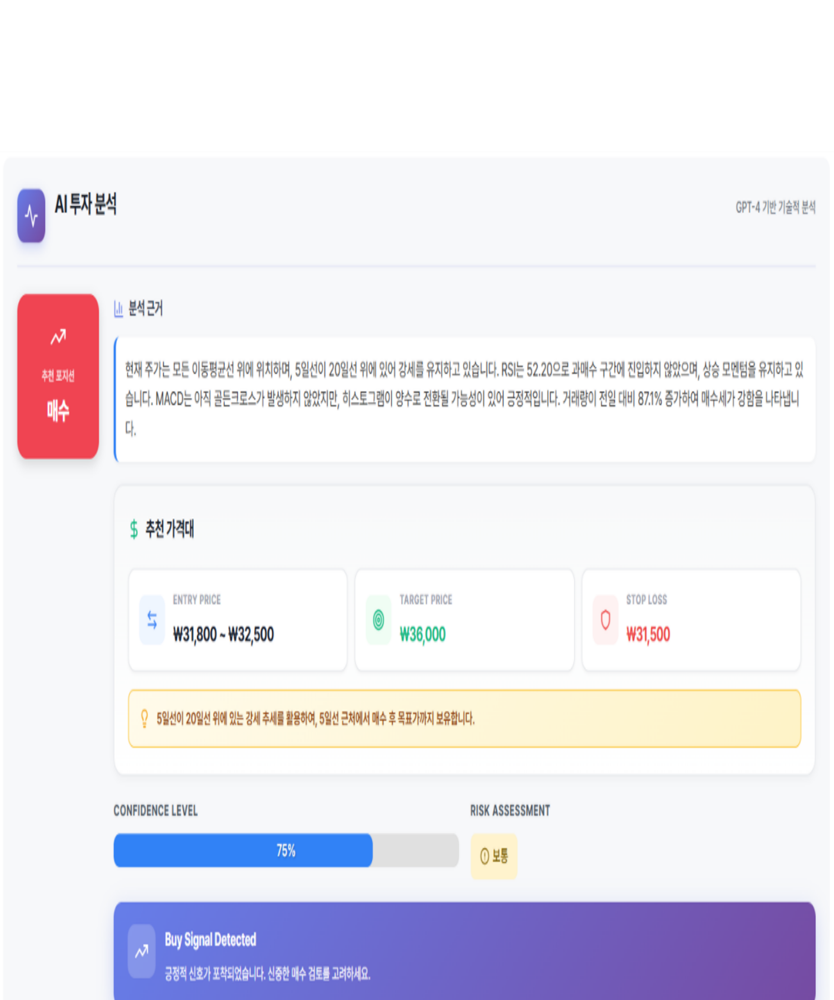 AI 투자 분석
GPT-4 기반 기술적 분석
추천 포지션
매수
분석 근거
현재 주가는 모든 이동평균선 위에 위치하며, 5일선이 20일선 위에 있어 강세를 유지하고 있습니다. RSI는 52.20으로 과매수 구간에 진입하지 않았으며, 상승 모멘텀을 유지하고 있
습니다. MACD는 아직 골든크로스가 발생하지 않았지만, 히스토그램이 양수로 전환될 가능성이 있어 긍정적입니다. 거래량이 전일 대비 87.1% 증가하여 매수세가 강함을 나타냅니
다.
추천 가격대
ENTRY PRICE
₩31,800 ~ ₩32,500
TARGET PRICE
₩36,000
STOP LOSS
₩31,500
5일선이 20일선 위에 있는 강세 추세를 활용하여, 5일선 근처에서 매수 후 목표가까지 보유합니다.
CONFIDENCE LEVEL
75%
RISK ASSESSMENT
보통
Buy Signal Detected
긍정적 신호가 포착되었습니다. 신중한 매수 검토를 고려하세요.